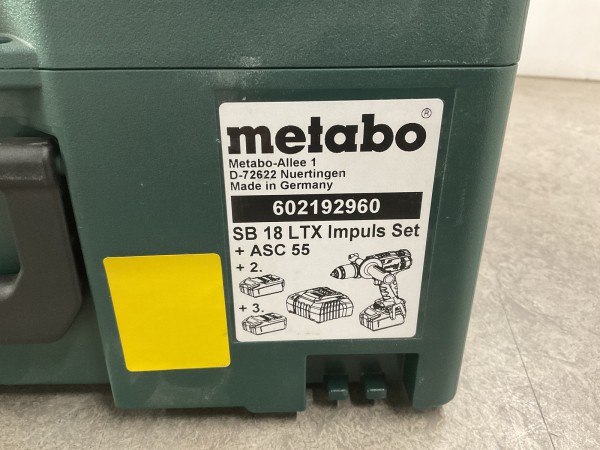 metabo®
Metabo-Allee 1
D-72622 Nuertingen
Made in Germany
602192960
SB 18 LTX Impuls Set
+ ASC 55
+ 2.
+ 3.